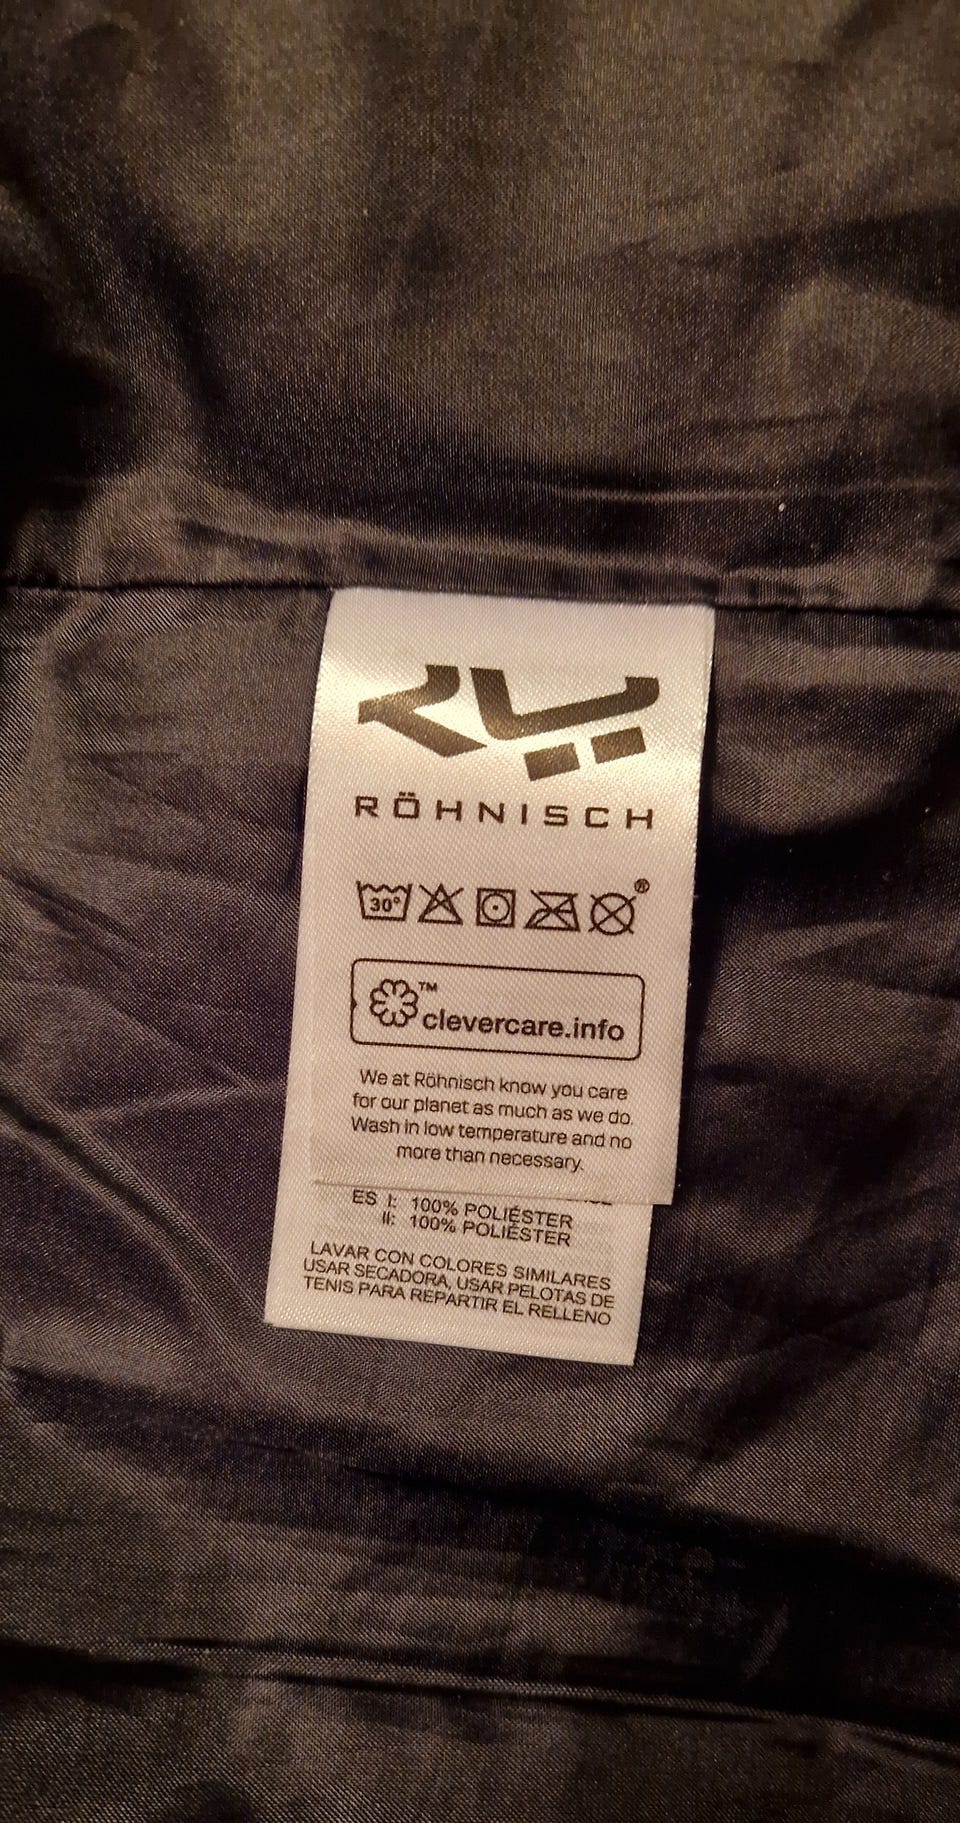 RÖHNISCH
30° ®
™
clevercare.info
We at Röhnisch know you care
for our planet as much as we do.
Wash in low temperature and no
more than necessary.
ES I: 100% POLIÉSTER
II: 100% POLIÉSTER
LAVAR CON COLORES SIMILARES
USAR SECADORA, USAR PELOTAS DE
TENIS PARA REPARTIR EL RELLENO